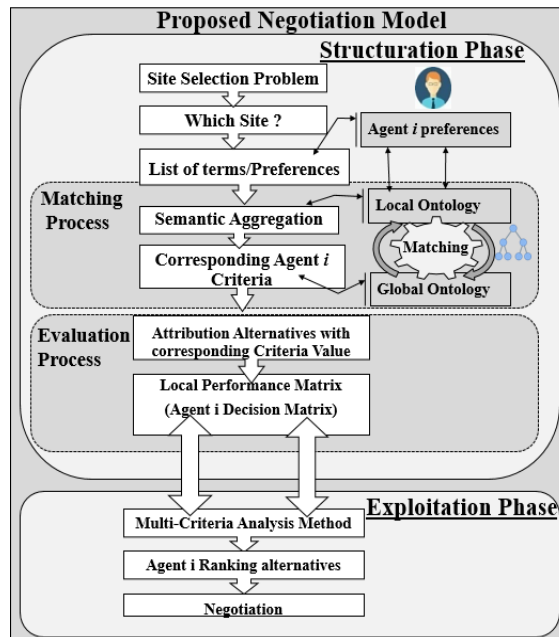 Proposed Negotiation Model
Structuration Phase
Site Selection Problem
Which Site ?
Agent i preferences
List of terms/Preferences
Matching
Process
Semantic Aggregation
Local Ontology
Matching
Corresponding Agent i
Criteria
Global Ontology
Evaluation
Process
Attribution Alternatives with
corresponding Criteria Value
Local Performance Matrix
(Agent i Decision Matrix)
Exploitation Phase
Multi-Criteria Analysis Method
Agent i Ranking alternatives
Negotiation